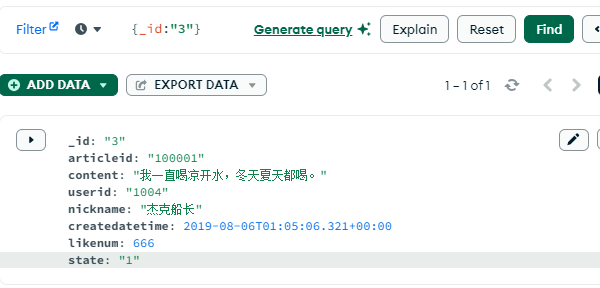 Filter {_id:"3"} Generate query Explain Reset Find
ADD DATA EXPORT DATA 1 – 1 of 1
_id: "3"
articleid: "100001"
content: "我一直喝凉开水，冬天夏天都喝。"
userid: "1004"
nickname: "杰克船长"
createdatetime: 2019-08-06T01:05:06.321+00:00
likenum: 666
state: "1"